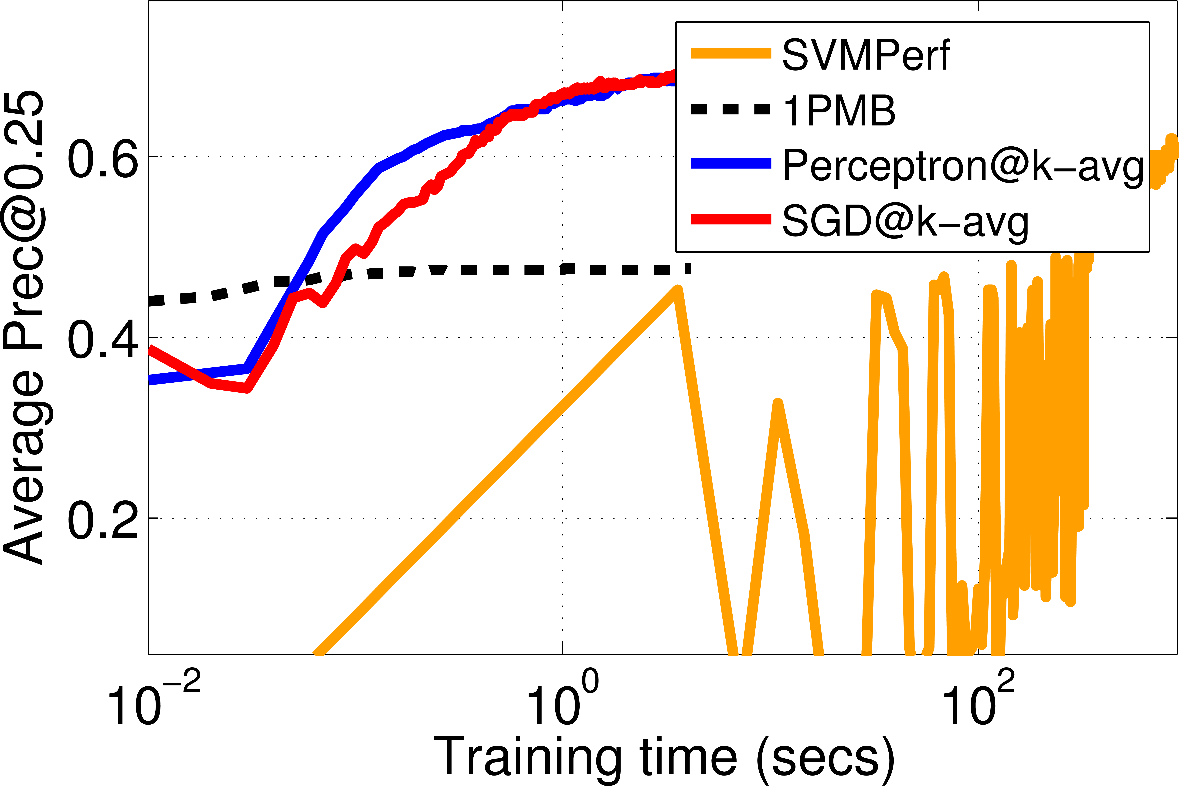 Average Prec@0.25
0.6
0.4
0.2
SVMPerf
1PMB
Perceptron@k−avg
SGD@k−avg
10^−2
10^0
10^2
Training time (secs)